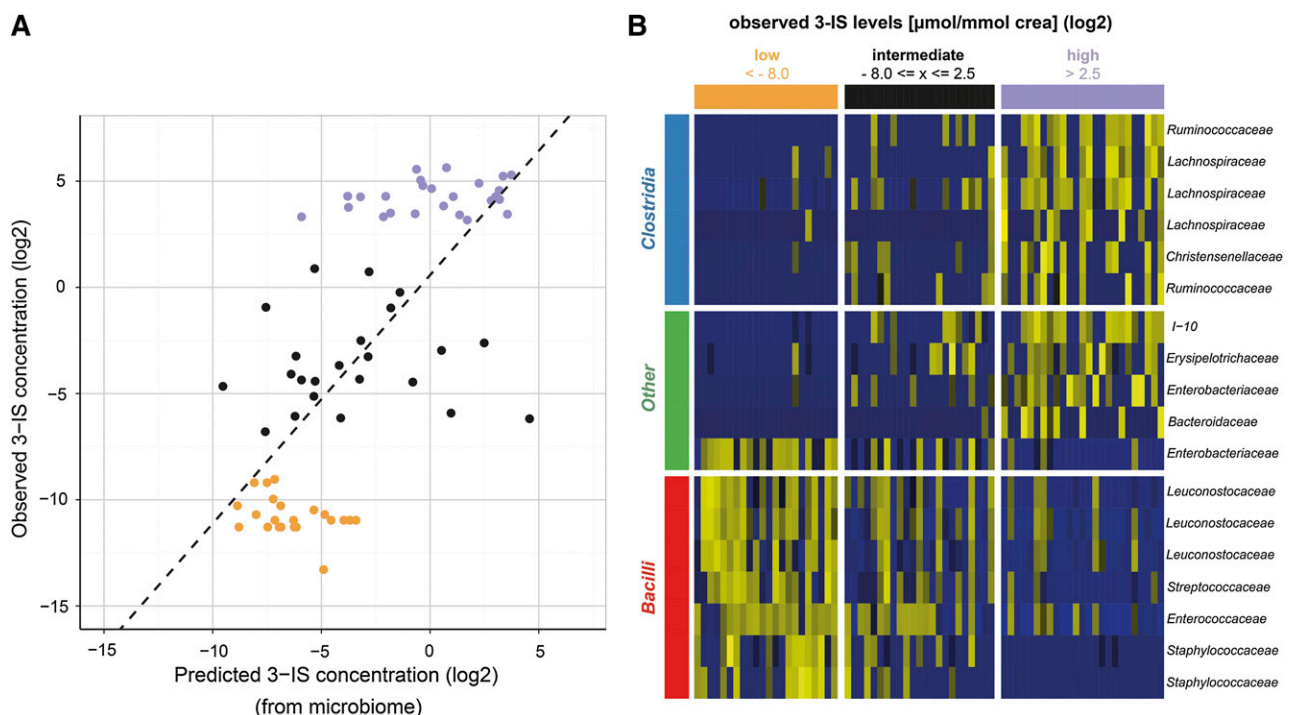 A
Observed 3−IS concentration (log2)
5
0
−5
−10
−15
−15
−10
−5
0
5
Predicted 3−IS concentration (log2)
(from microbiome)
B
observed 3-IS levels [µmol/mmol crea] (log2)
low
< - 8.0
intermediate
- 8.0 <= x <= 2.5
high
> 2.5
Clostridia
Ruminococcaceae
Lachnospiraceae
Lachnospiraceae
Lachnospiraceae
Christensenellaceae
Ruminococcaceae
Other
I−10
Erysipelotrichaceae
Enterobacteriaceae
Bacteroidaceae
Enterobacteriaceae
Bacilli
Leuconostocaceae
Leuconostocaceae
Leuconostocaceae
Streptococcaceae
Enterococcaceae
Staphylococcaceae
Staphylococcaceae